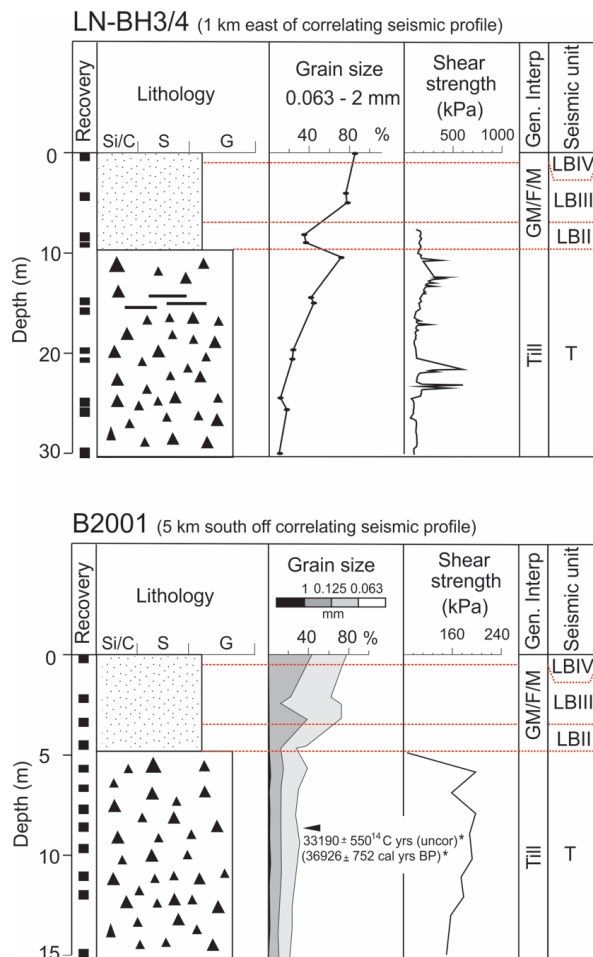 LN-BH3/4 (1 km east of correlating seismic profile)
Recovery
Lithology
Si/C S G
Grain size
0.063 - 2 mm
40 80 %
Shear
strength
(kPa)
500 1000
Gen. Interp
Seismic unit
Depth (m)
0
10
20
30
GM/F/M
Till
LBIV
LBIII
LBII
T
B2001 (5 km south off correlating seismic profile)
Recovery
Lithology
Si/C S G
Grain size
1 0.125 0.063
mm
40 80 %
Shear
strength
(kPa)
160 240
Gen. Interp
Seismic unit
Depth (m)
0
5
10
15
33190 ± 550 14C yrs (uncor)*
(36926 ± 752 cal yrs BP)*
GM/F/M
Till
LBIV
LBIII
LBII
T